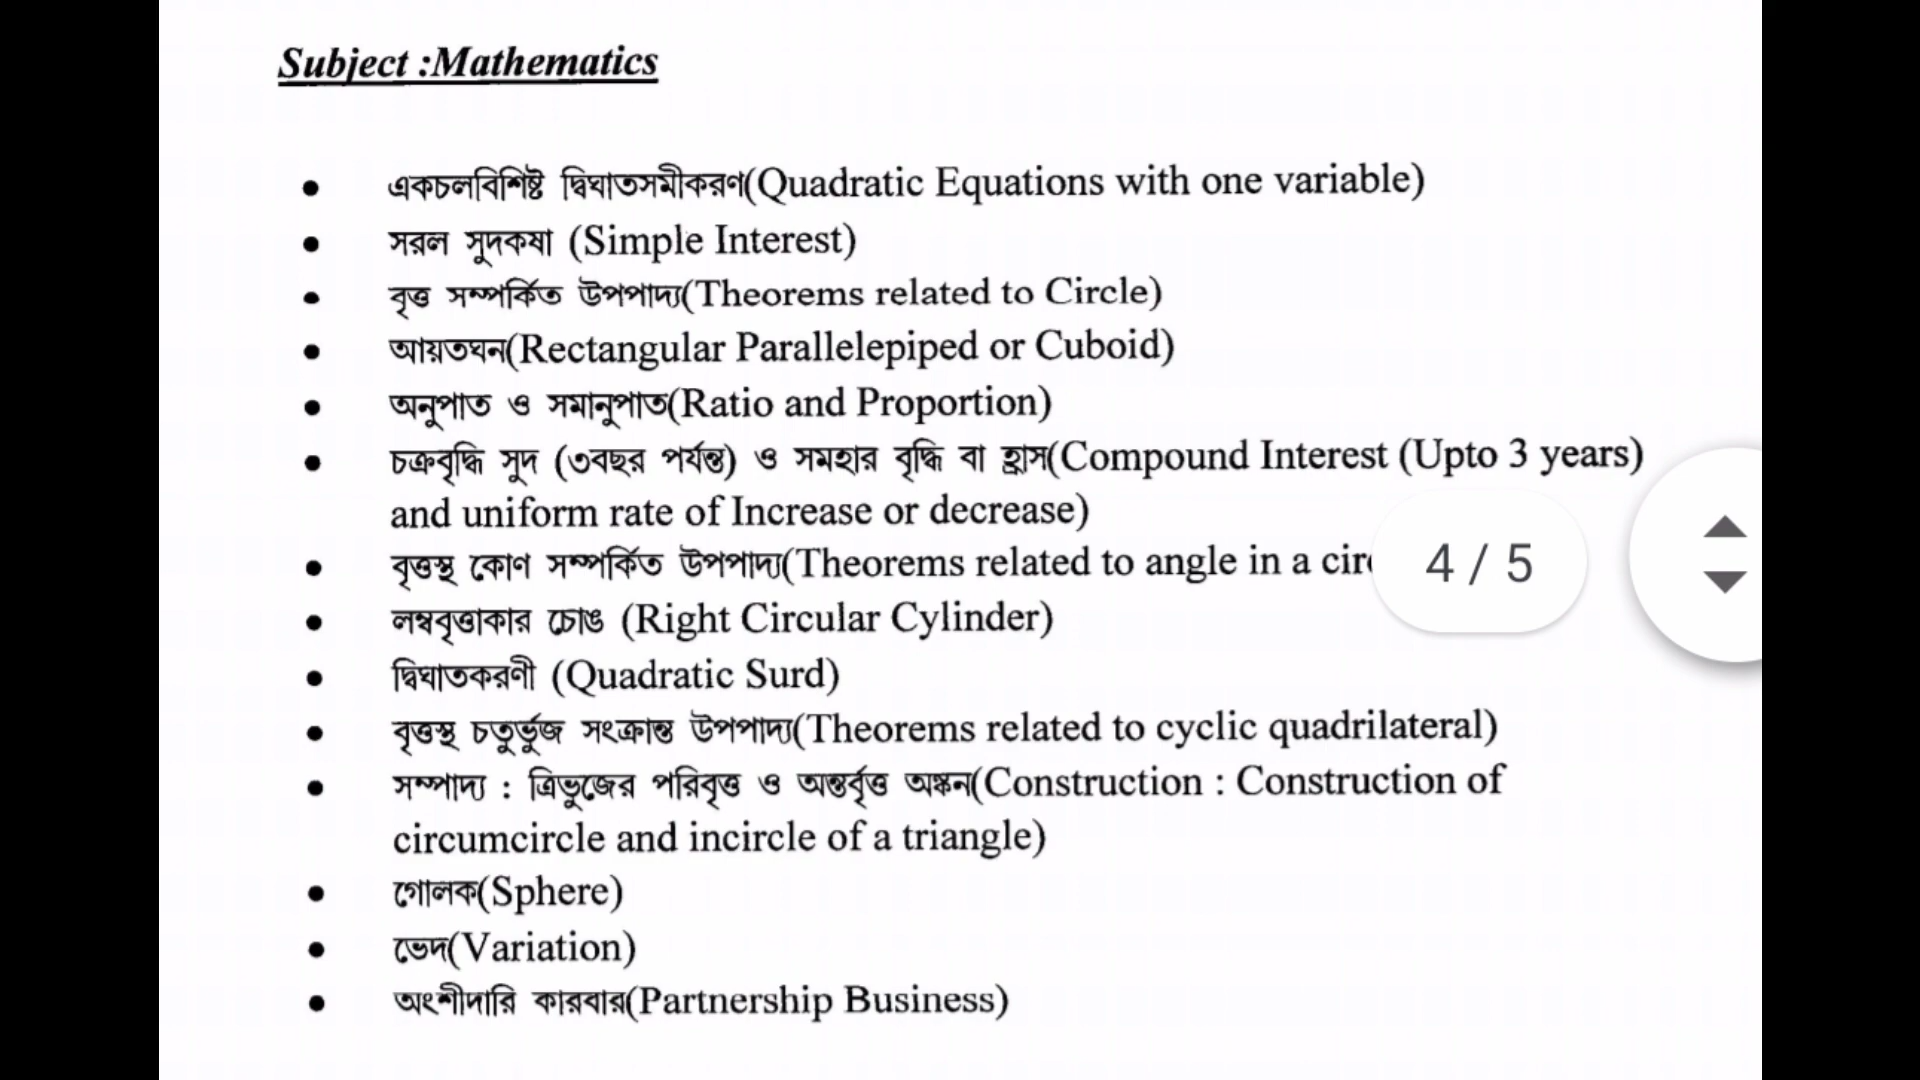 Subject :Mathematics
একচলবিশিষ্ট দ্বিঘাতসমীকরণ(Quadratic Equations with one variable)
সরল সুদকষা (Simple Interest)
বৃত্ত সম্পর্কিত উপপাদ্য(Theorems related to Circle)
আয়তঘন(Rectangular Parallelepiped or Cuboid)
অনুপাত ও সমানুপাত(Ratio and Proportion)
চক্রবৃদ্ধি সুদ (৩বছর পর্যন্ত) ও সমহার বৃদ্ধি বা হ্রাস(Compound Interest (Upto 3 years)
and uniform rate of Increase or decrease)
বৃত্তস্থ কোণ সম্পর্কিত উপপাদ্য(Theorems related to angle in a
4 / 5
লম্ববৃত্তাকার চোঙ (Right Circular Cylinder)
দ্বিঘাতকরণী (Quadratic Surd)
বৃত্তস্থ চতুর্ভুজ সংক্রান্ত উপপাদ্য(Theorems related to cyclic quadrilateral)
সম্পাদ্য : ত্রিভুজের পরিবৃত্ত ও অন্তর্বৃত্ত অঙ্কন(Construction : Construction of
circumcircle and incircle of a triangle)
গোলক(Sphere)
ভেদ(Variation)
অংশীদারি কারবার(Partnership Business)